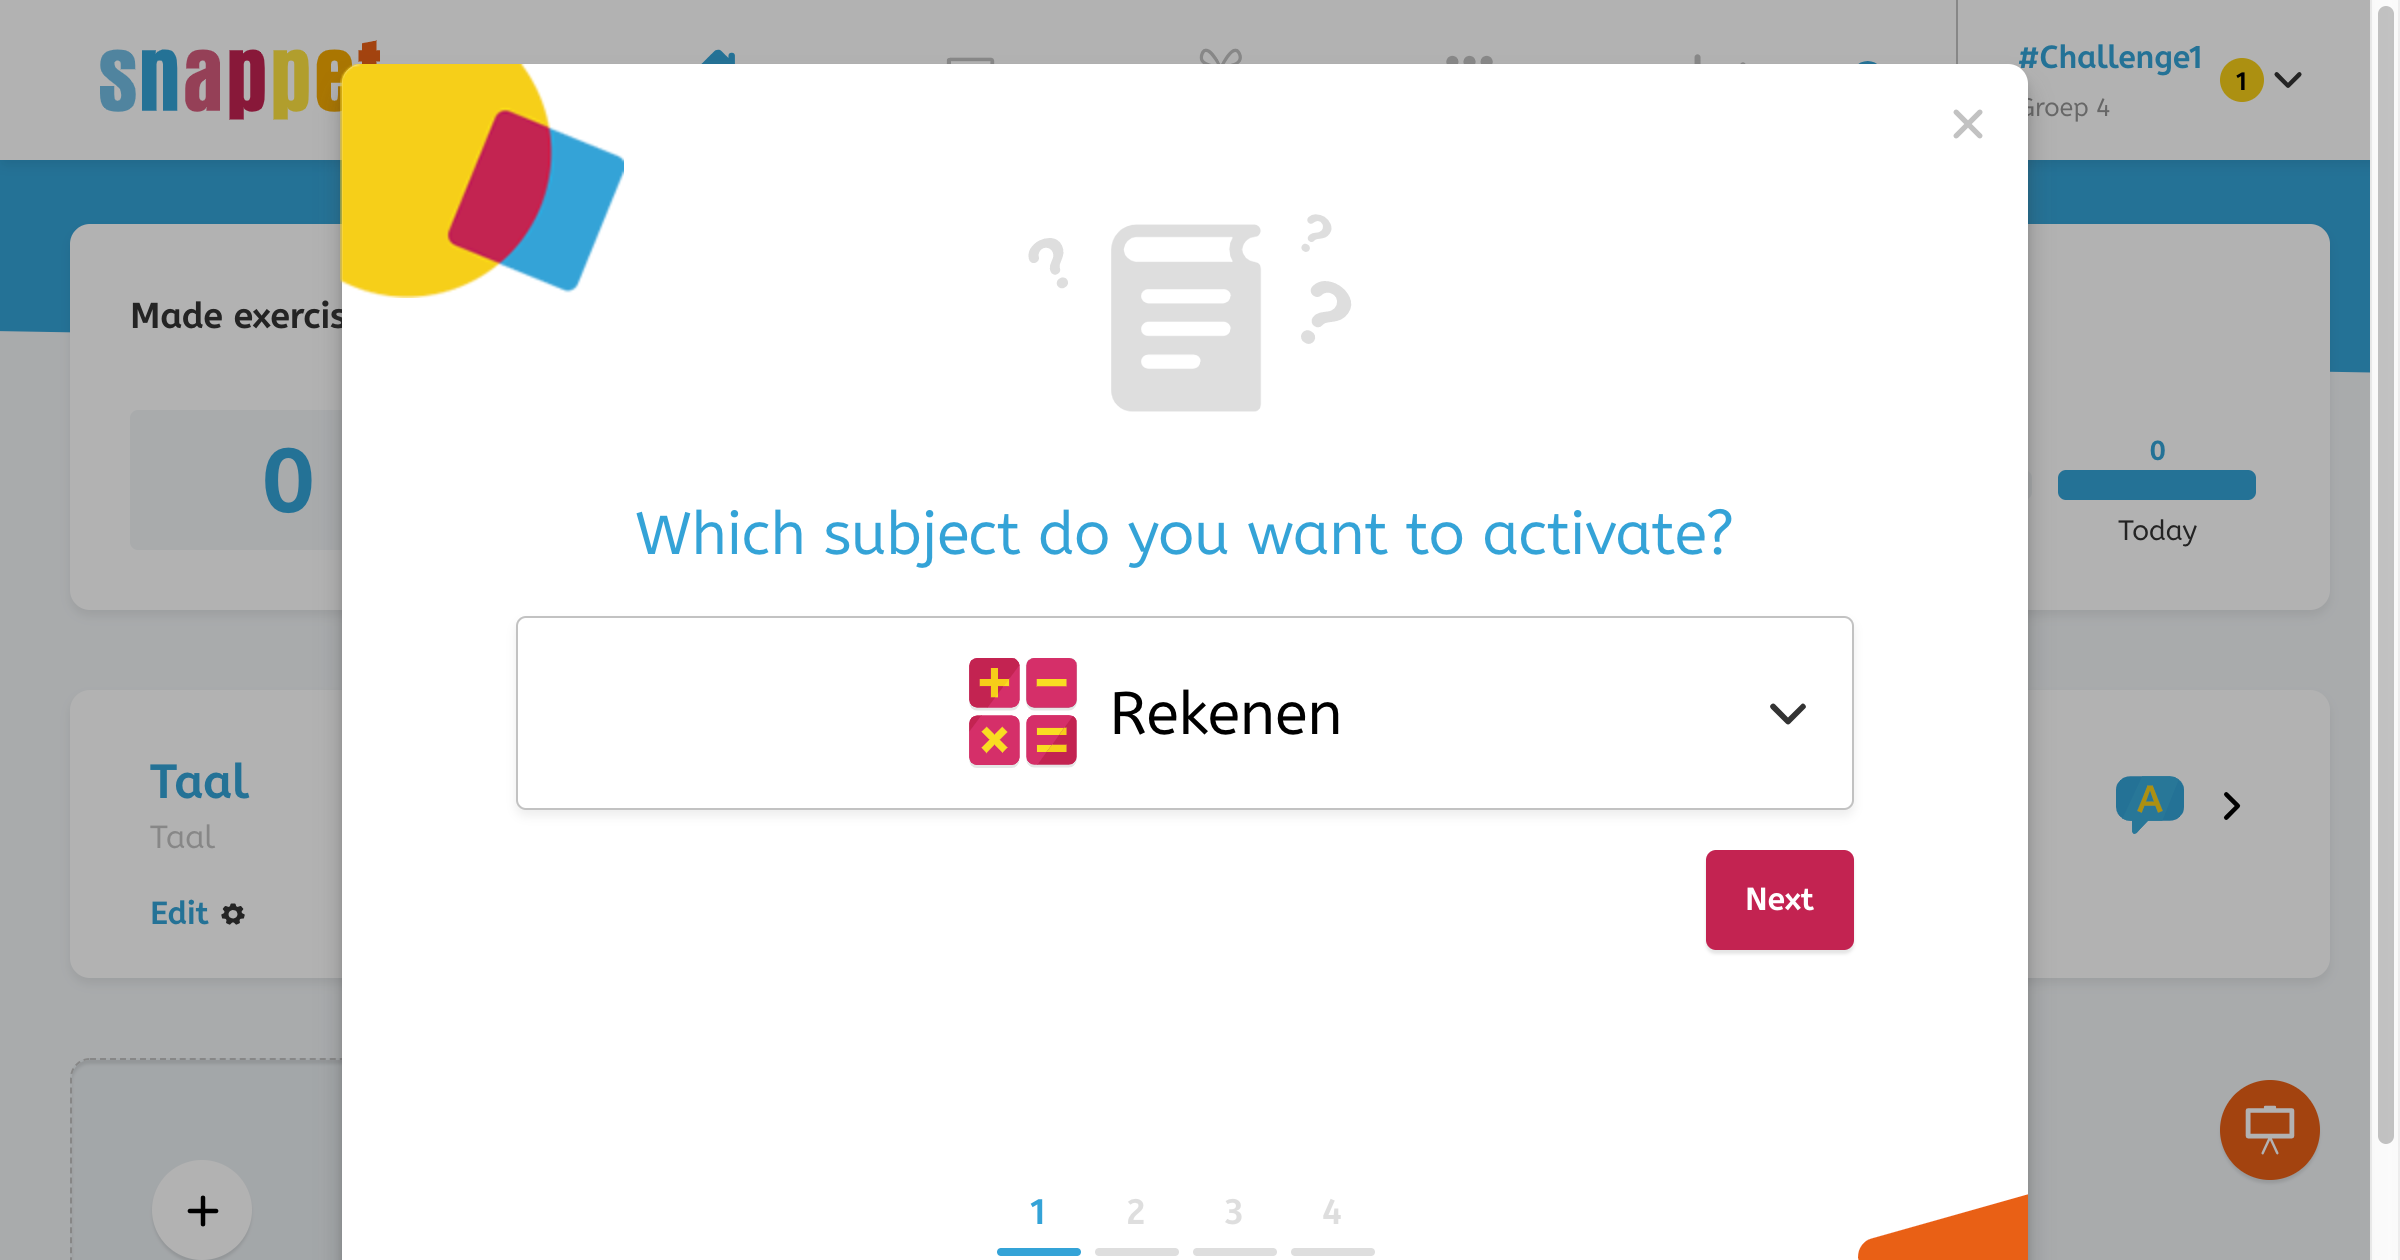 snappet
#Challenge1
1
Groep 4
Made exercis
0
0
Today
Which subject do you want to activate?
Rekenen
Next
Taal
Taal
Edit
A
1 2 3 4